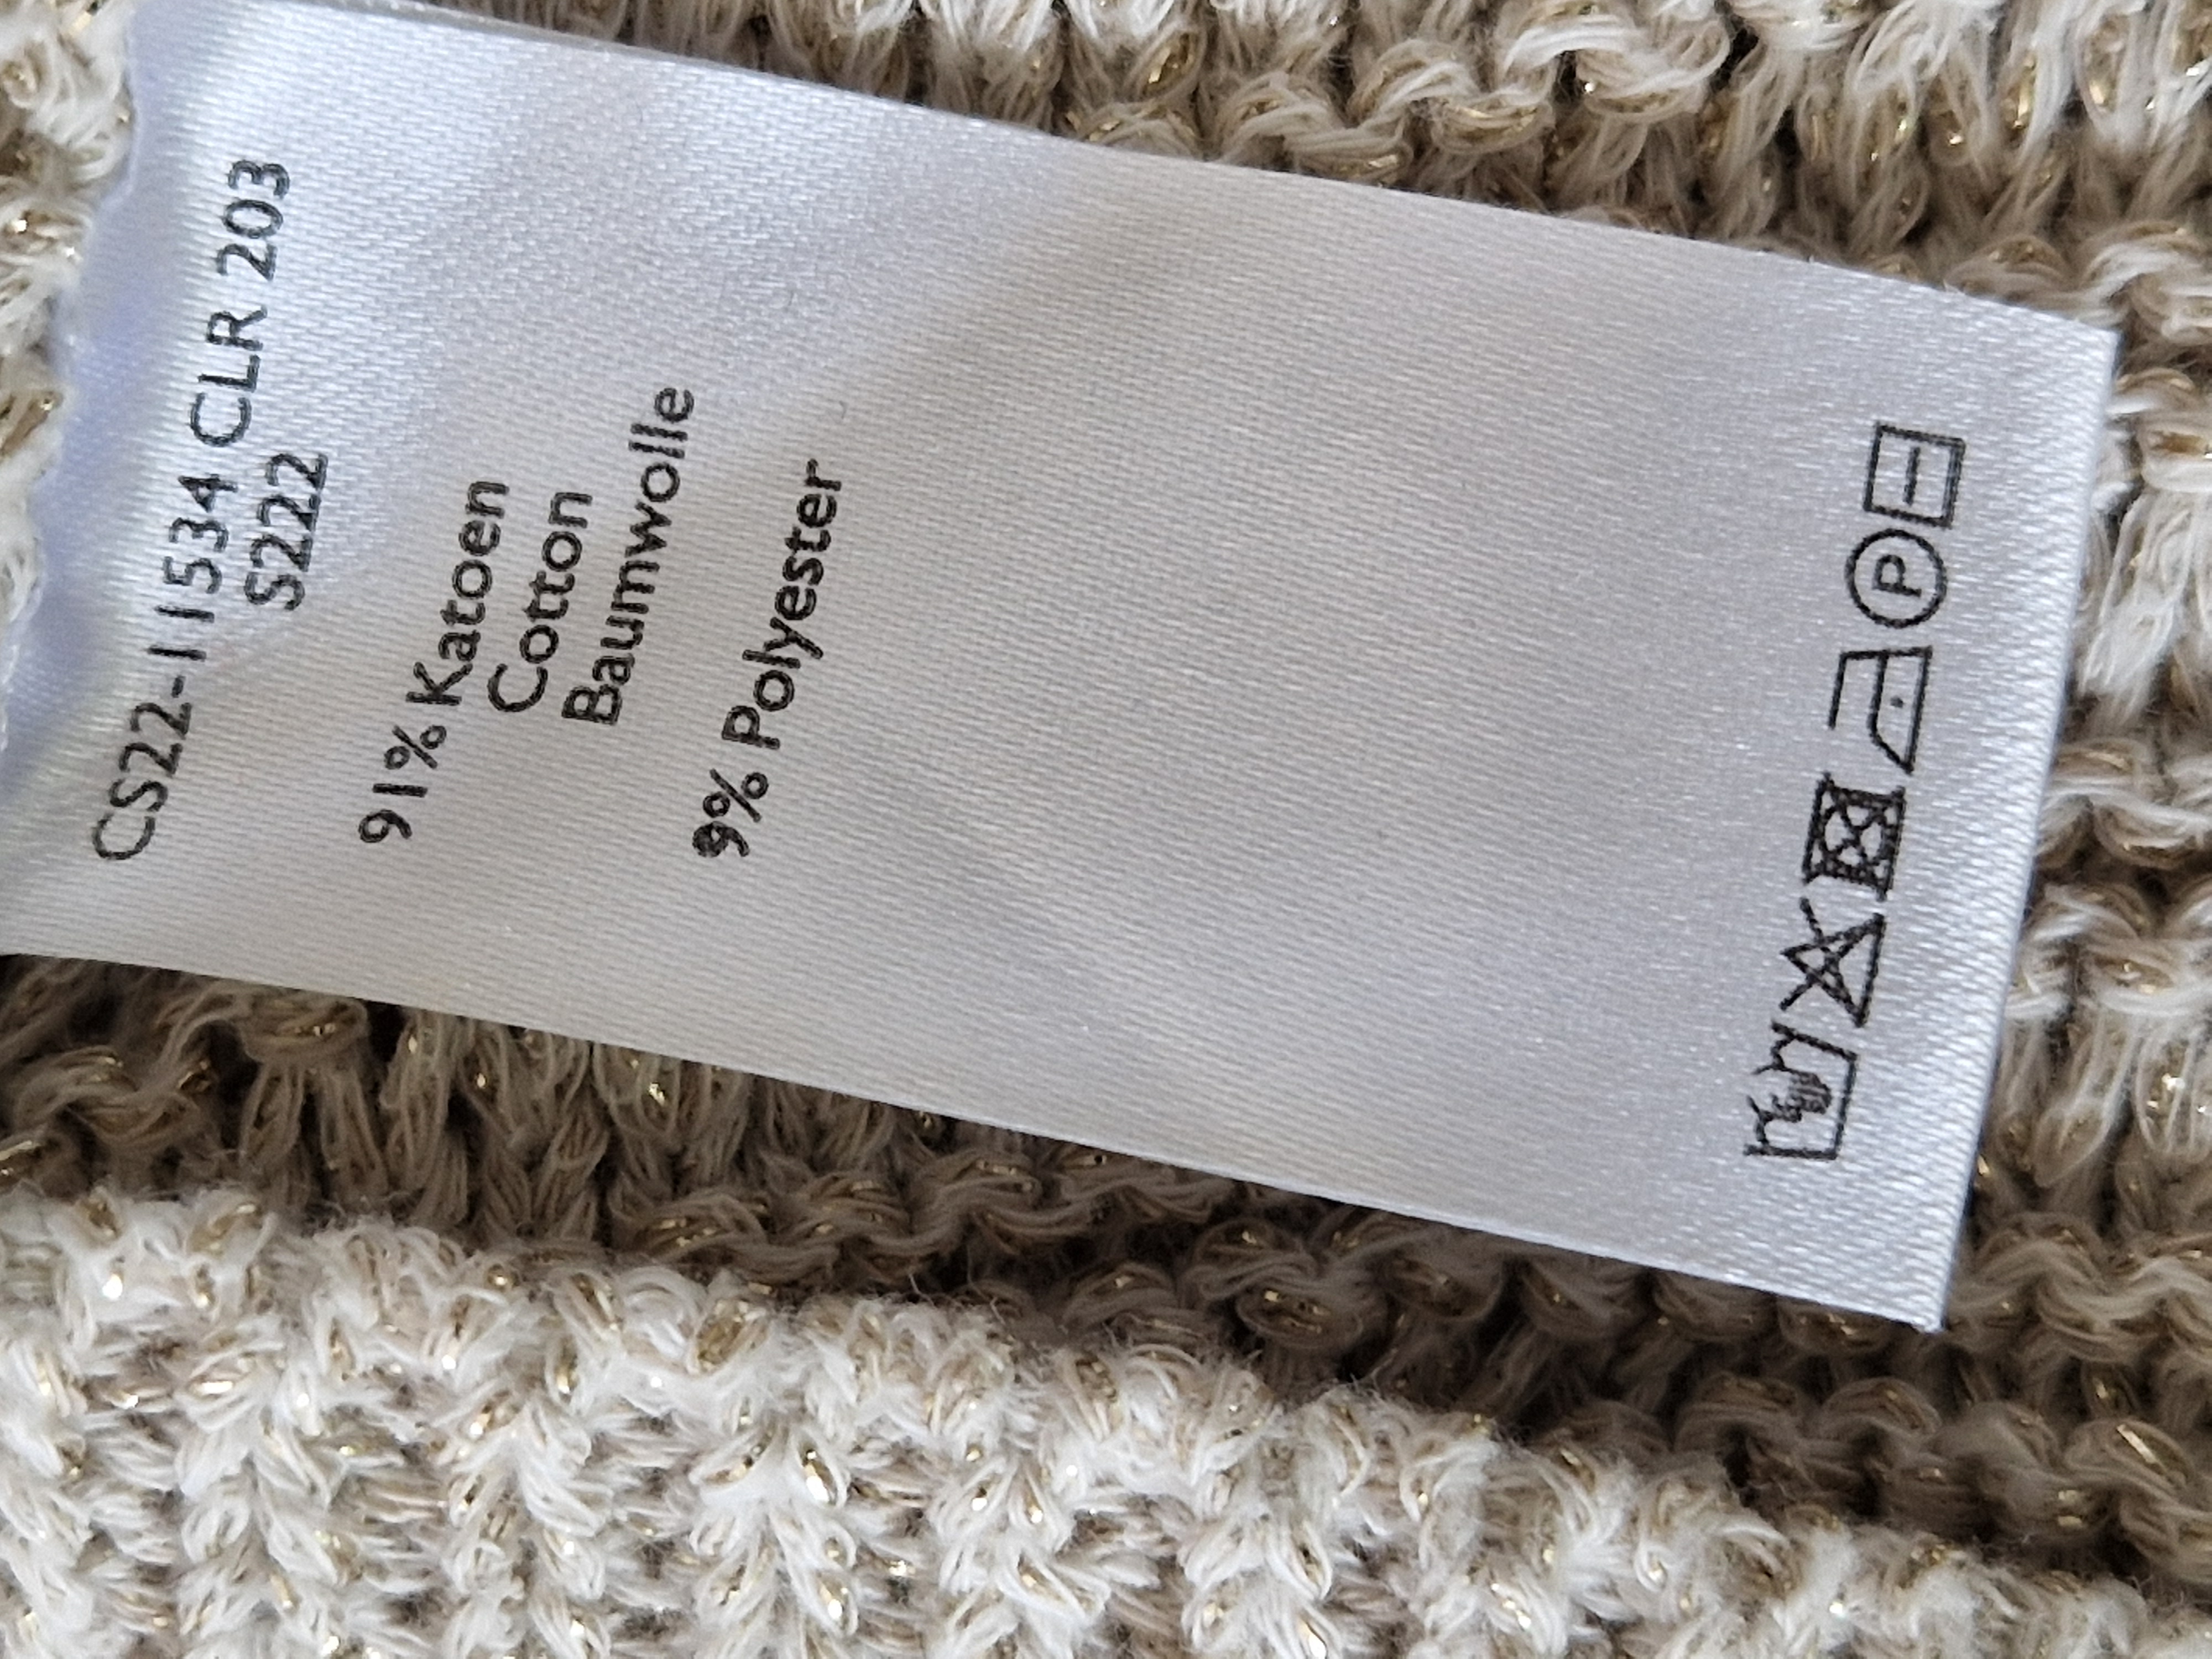 CS22-11534 CLR 203
S222
91% Katoen
Cotton
Baumwolle
9% Polyester
P